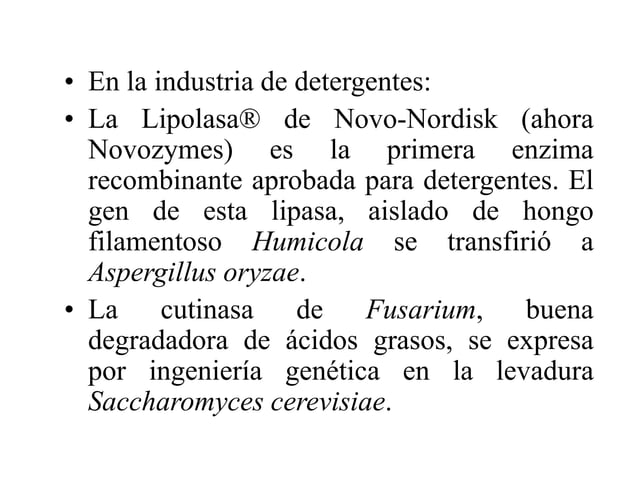 • En la industria de detergentes:
• La Lipolasa® de Novo-Nordisk (ahora
Novozymes) es la primera enzima
recombinante aprobada para detergentes. El
gen de esta lipasa, aislado de hongo
filamentoso Humicola se transfirió a
Aspergillus oryzae.
• La cutinasa de Fusarium, buena
degradadora de ácidos grasos, se expresa
por ingeniería genética en la levadura
Saccharomyces cerevisiae.